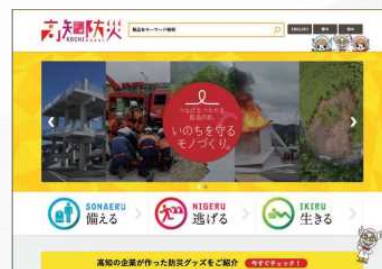 高知防災
KOCHI
製品をキーワード検索
ENGLISH
いのちを守る
モノづくり。
SONAERU
備える
NIGERU
逃げる
IKIRU
生きる
高知の企業が作った防災グッズをご紹介 今すぐチェック!